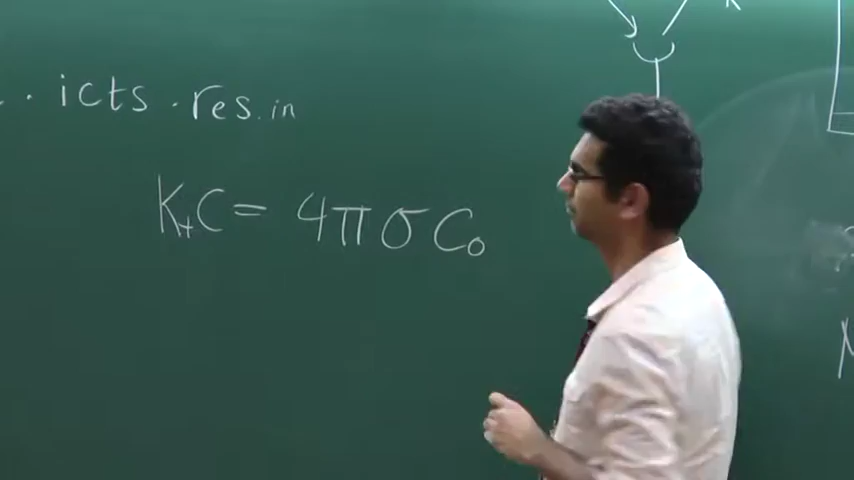 . . icts . res . in
K₊C = 4πσC₀